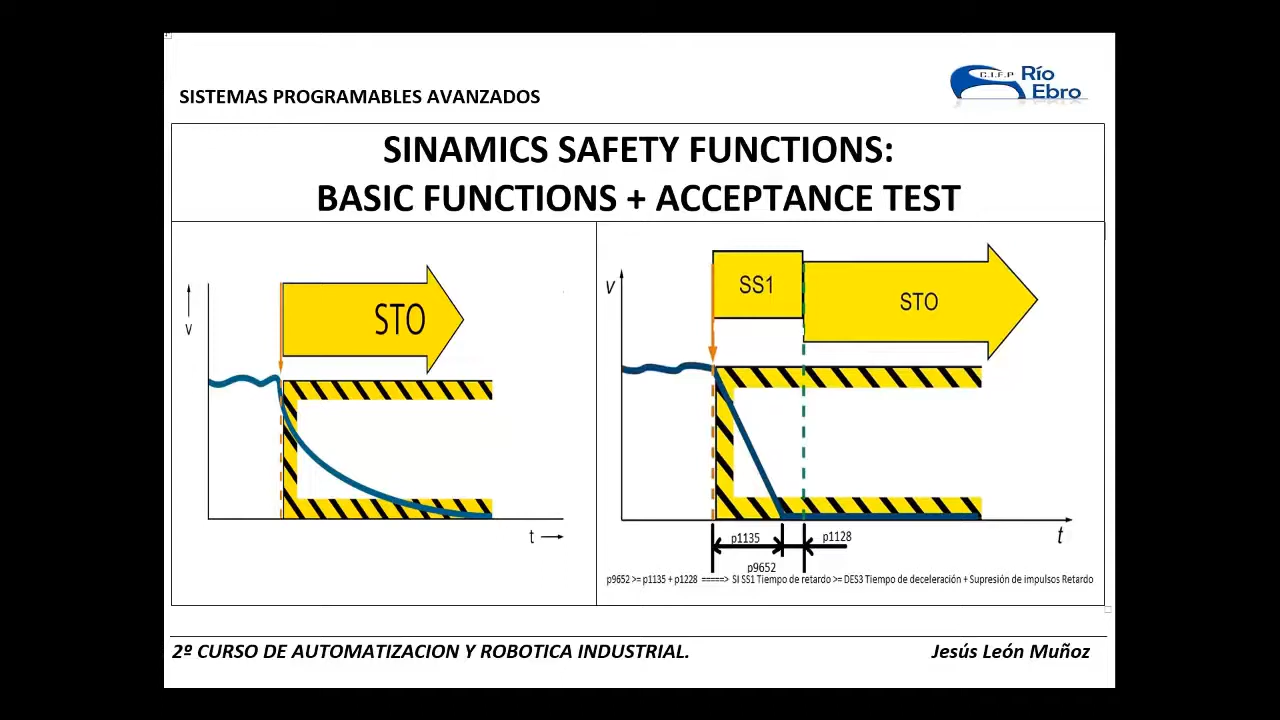 SISTEMAS PROGRAMABLES AVANZADOS
C.I.F.P Río
Ebro
SINAMICS SAFETY FUNCTIONS:
BASIC FUNCTIONS + ACCEPTANCE TEST
STO
v
t
SS1
STO
v
t
p1135
p1128
p9652
p9652 >= p1135 + p1228 =====> SI SS1 Tiempo de retardo >= DES3 Tiempo de deceleración + Supresión de impulsos Retardo
2º CURSO DE AUTOMATIZACION Y ROBOTICA INDUSTRIAL.
Jesús León Muñoz